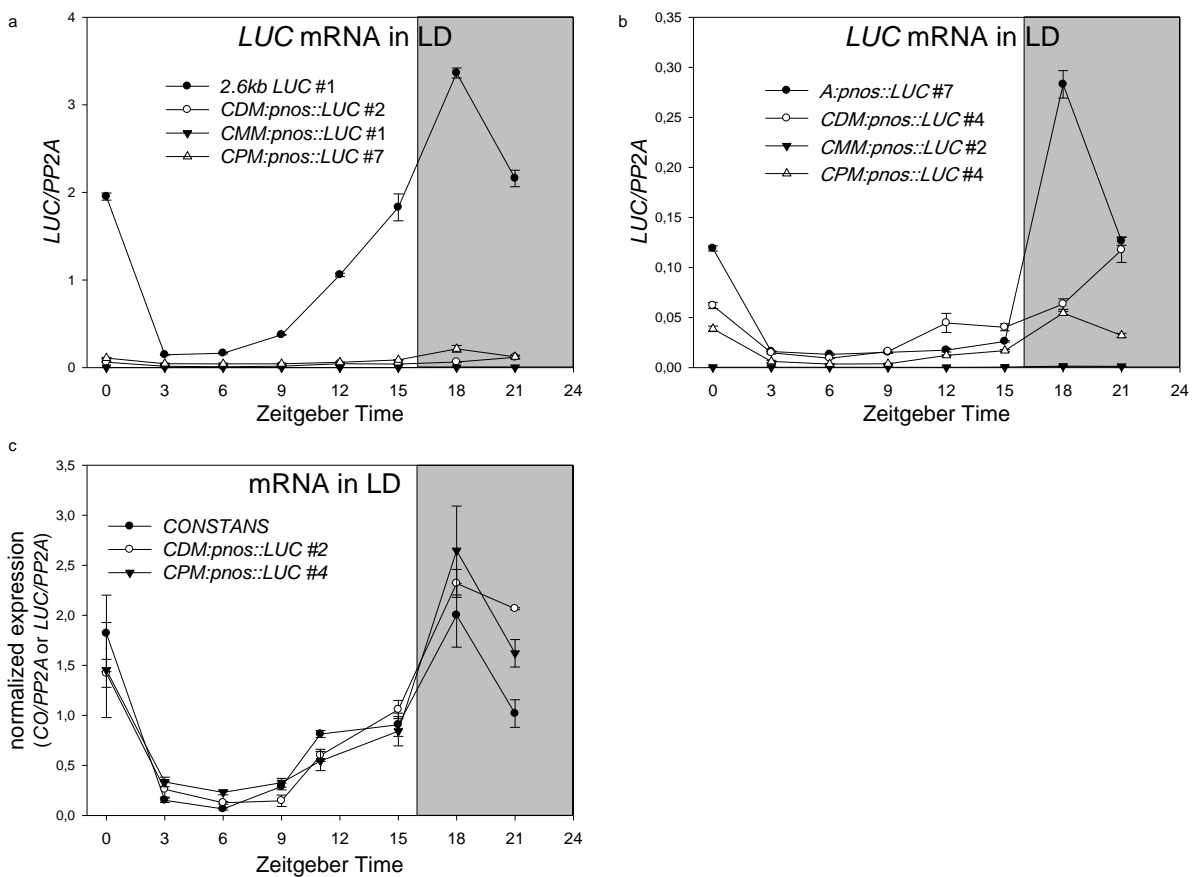 a
LUC mRNA in LD
2.6kb LUC #1
CDM:pnos::LUC #2
CMM:pnos::LUC #1
CPM:pnos::LUC #7
LUC/PP2A
4
3
2
1
0
0 3 6 9 12 15 18 21 24
Zeitgeber Time
b
LUC mRNA in LD
A:pnos::LUC #7
CDM:pnos::LUC #4
CMM:pnos::LUC #2
CPM:pnos::LUC #4
LUC/PP2A
0,35
0,30
0,25
0,20
0,15
0,10
0,05
0,00
0 3 6 9 12 15 18 21 24
Zeitgeber Time
c
mRNA in LD
CONSTANS
CDM:pnos::LUC #2
CPM:pnos::LUC #4
normalized expression
(CO/PP2A or LUC/PP2A)
3,5
3,0
2,5
2,0
1,5
1,0
0,5
0,0
0 3 6 9 12 15 18 21 24
Zeitgeber Time